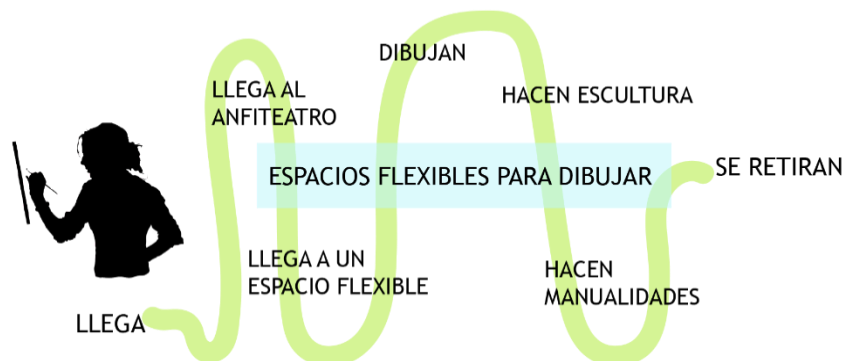 LLEGA
LLEGA AL
ANFITEATRO
LLEGA A UN
ESPACIO FLEXIBLE
DIBUJAN
ESPACIOS FLEXIBLES PARA DIBUJAR
HACEN ESCULTURA
HACEN
MANUALIDADES
SE RETIRAN